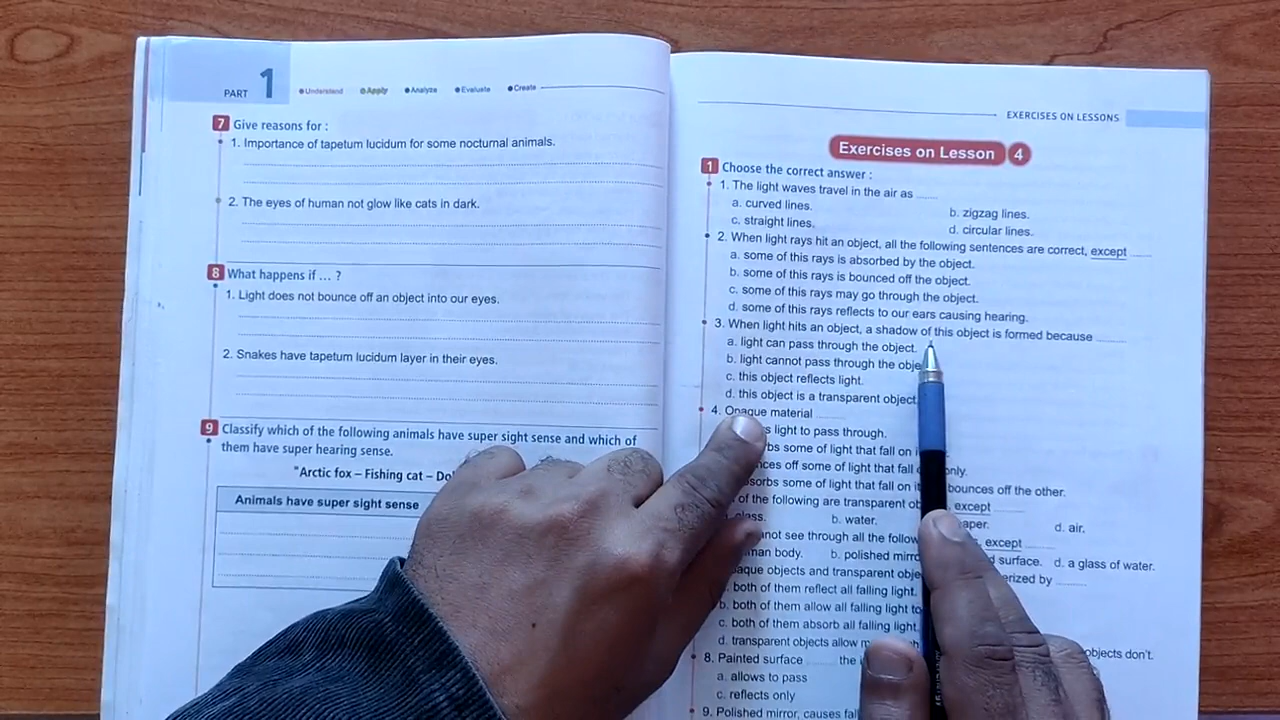 PART 1
Understand Apply Analyze Evaluate Create
7 Give reasons for :
1. Importance of tapetum lucidum for some nocturnal animals.
2. The eyes of human not glow like cats in dark.
8 What happens if ... ?
1. Light does not bounce off an object into our eyes.
2. Snakes have tapetum lucidum layer in their eyes.
9 Classify which of the following animals have super sight sense and which of
them have super hearing sense.
"Arctic fox – Fishing cat –
Animals have super sight sense
EXERCISES ON LESSONS
Exercises on Lesson 4
1 Choose the correct answer :
1. The light waves travel in the air as ........
a. curved lines. b. zigzag lines.
c. straight lines. d. circular lines.
2. When light rays hit an object, all the following sentences are correct, except ........
a. some of this rays is absorbed by the object.
b. some of this rays is bounced off the object.
c. some of this rays may go through the object.
d. some of this rays reflects to our ears causing hearing.
3. When light hits an object, a shadow of this object is formed because ........
a. light can pass through the object.
b. light cannot pass through the
c. this object reflects light.
d. this object is a transparent object.
4. Opaque material ........
light to pass through.
some of light that fall on
off some of light that fall only.
some of light that fall on bounces off the other.
of the following are transparent except ........
glass. b. water. d. air.
see through all the except ........
body. b. polished surface. d. a glass of water.
objects and transparent by ........
both of them reflect all falling light.
b. both of them allow all falling light to
c. both of them absorb all falling light.
d. transparent objects allow objects don't.
8. Painted surface ........ the
a. allows to pass
c. reflects only
9. Polished mirror, causes